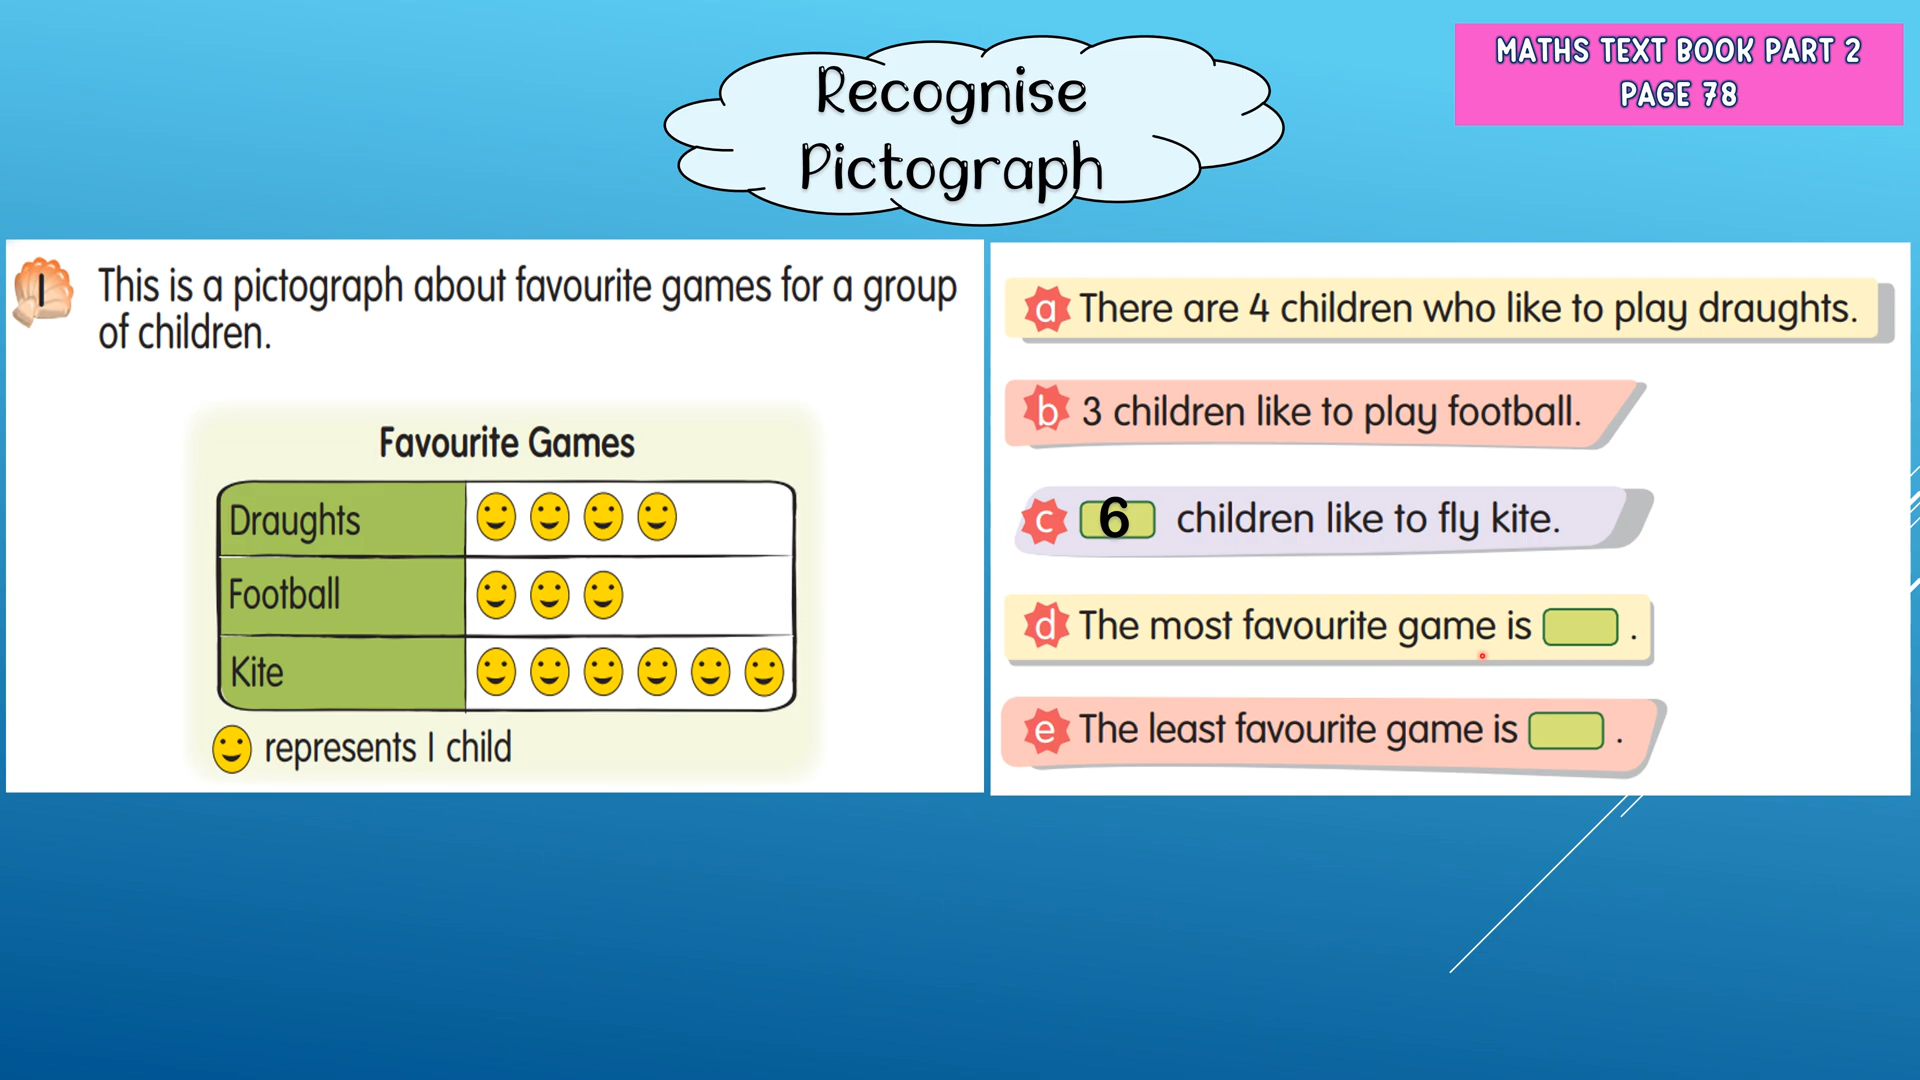 Recognise
Pictograph
MATHS TEXT BOOK PART 2
PAGE 78
1 This is a pictograph about favourite games for a group
of children.
Favourite Games
Draughts
Football
Kite
represents 1 child
a There are 4 children who like to play draughts.
b 3 children like to play football.
c 6 children like to fly kite.
d The most favourite game is .
e The least favourite game is .